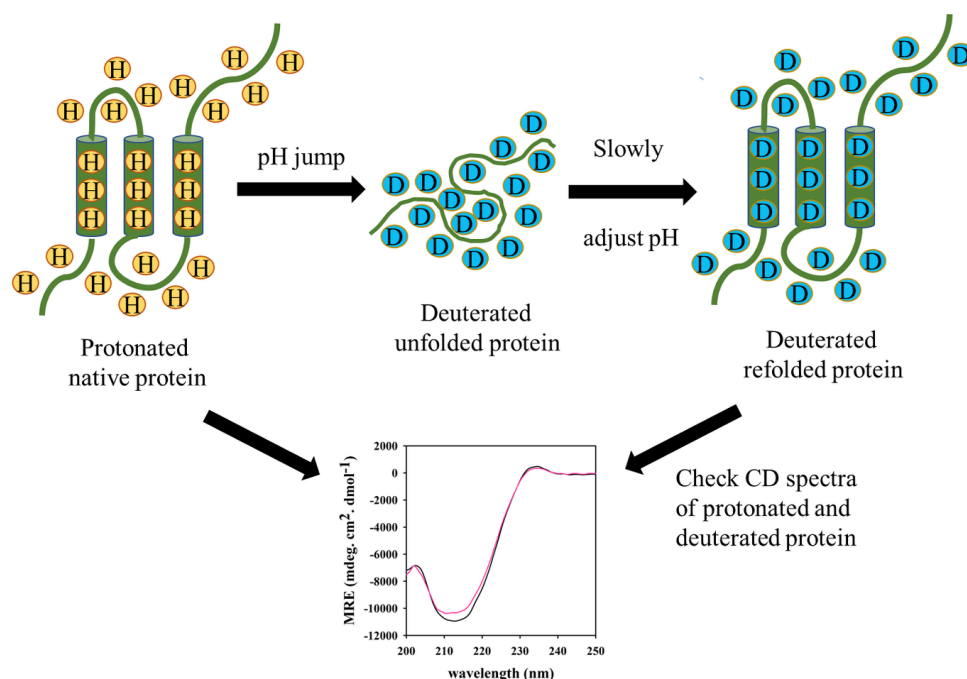 H H H H H H H H H H H
H H H
H H H
H H H
H H H H H H H H
pH jump
D D D D D D D D D D D D D D
Slowly
adjust pH
D D D D D D D D D D
D D D
D D D
D D D
D D D D D D D D
Protonated
native protein
Deuterated
unfolded protein
Deuterated
refolded protein
Check CD spectra
of protonated and
deuterated protein
MRE (mdeg. cm². dmol⁻¹)
2000
0
-2000
-4000
-6000
-8000
-10000
-12000
200 210 220 230 240 250
wavelength (nm)